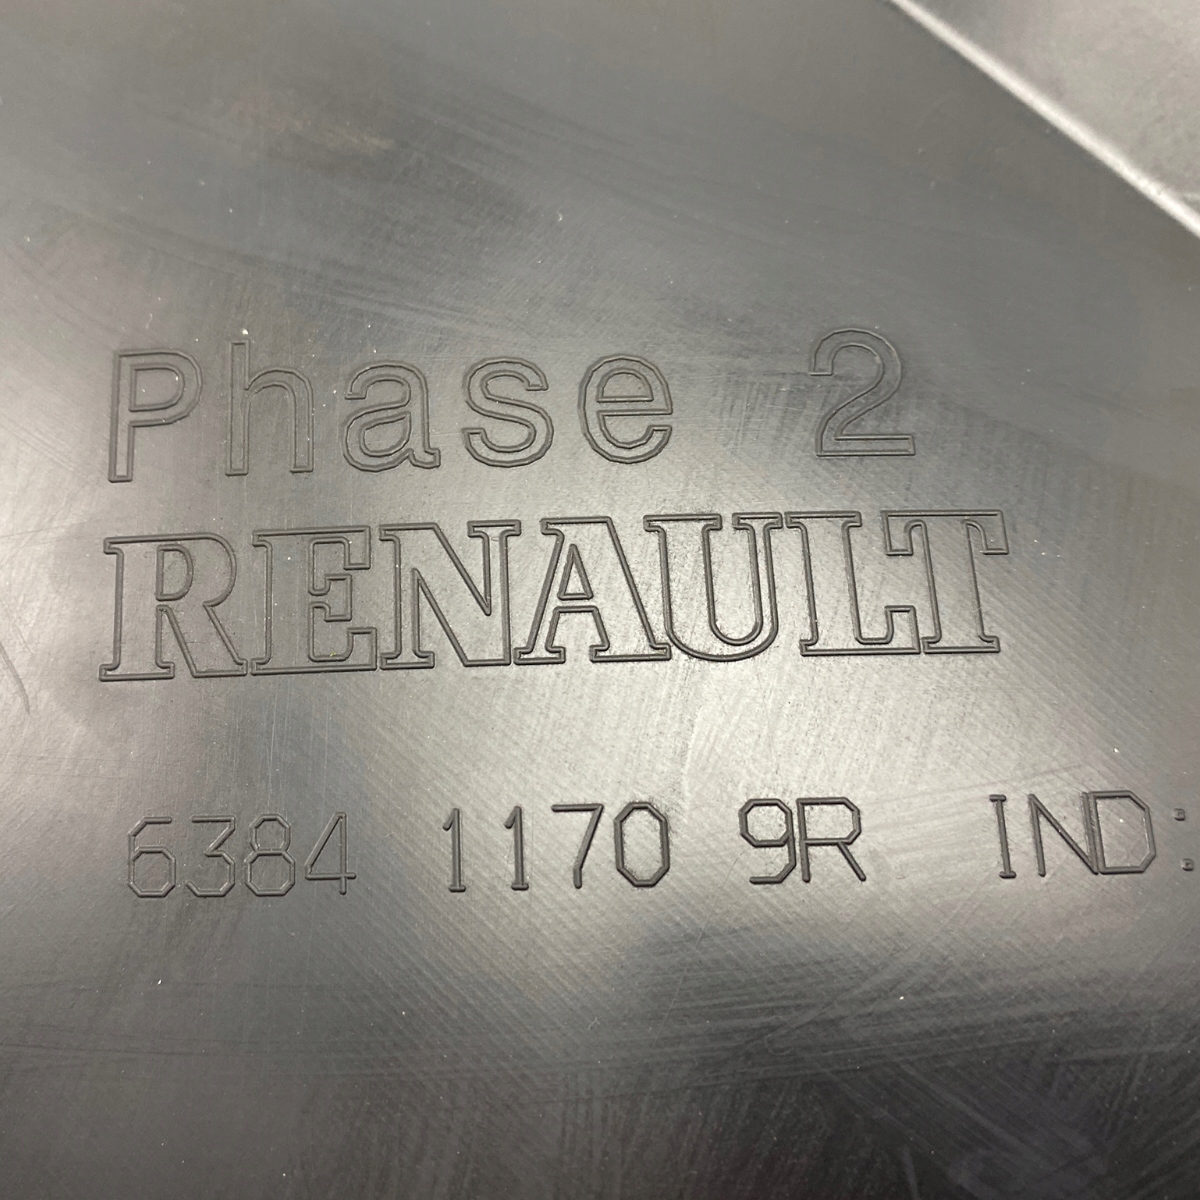 Phase 2
RENAULT
6384 1170 9R IND: